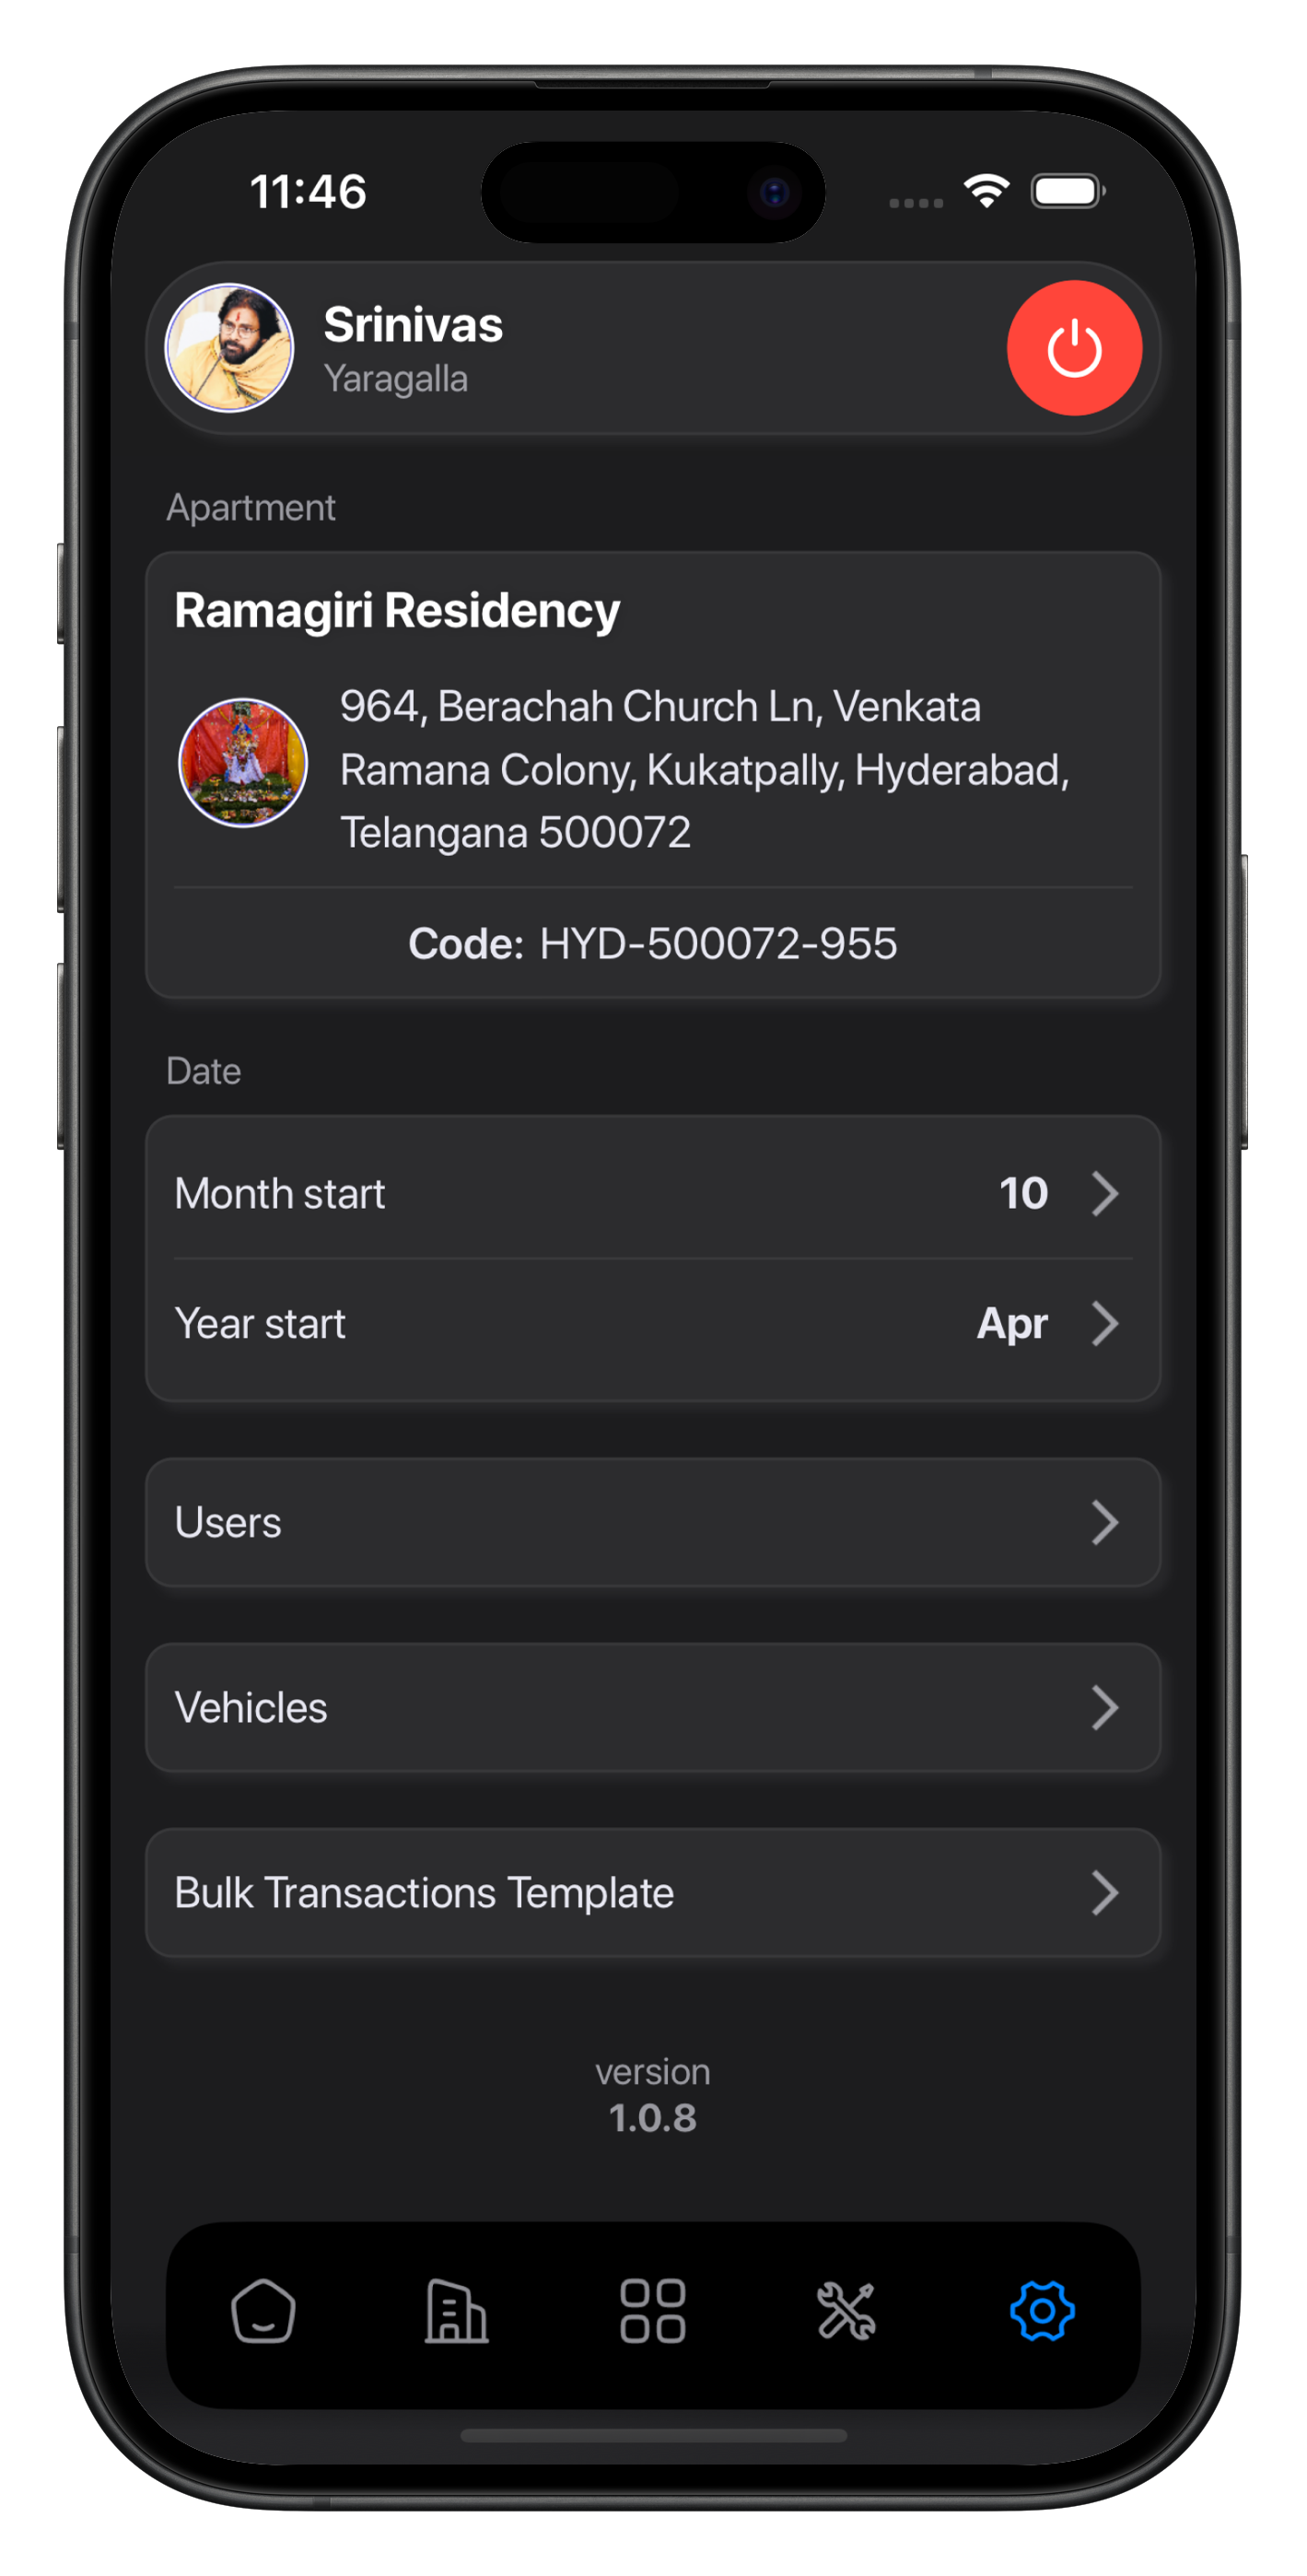 11:46
Srinivas
Yaragalla
Apartment
Ramagiri Residency
964, Berachah Church Ln, Venkata
Ramana Colony, Kukatpally, Hyderabad,
Telangana 500072
Code: HYD-500072-955
Date
Month start 10
Year start Apr
Users
Vehicles
Bulk Transactions Template
version
1.0.8